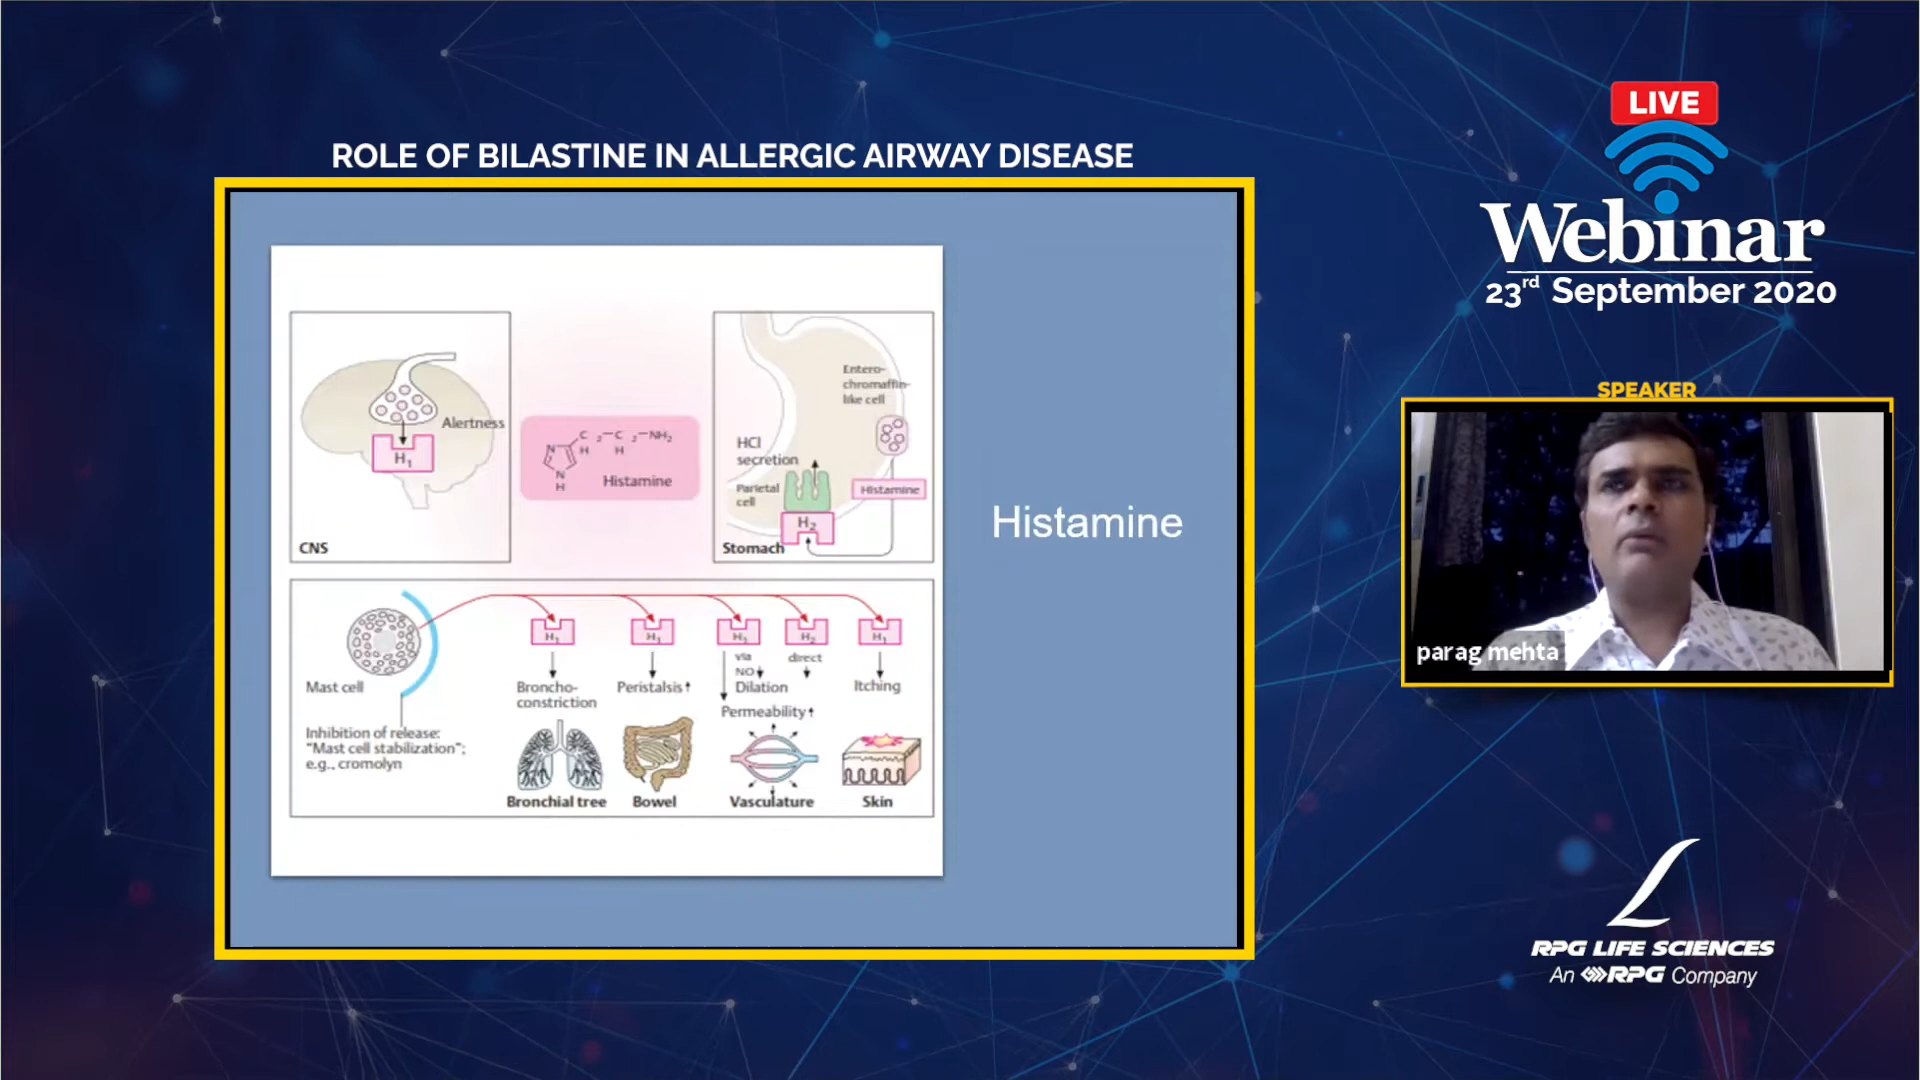 LIVE
Webinar
23rd September 2020
ROLE OF BILASTINE IN ALLERGIC AIRWAY DISEASE
Alertness
H1
CNS
N
N
H
C 2 – C 2 – NH2
H H
Histamine
Entero-
chromaffin-
like cell
HCl
secretion
Parietal
cell
Histamine
H2
Stomach
Histamine
Mast cell
Inhibition of release:
"Mast cell stabilization";
e.g., cromolyn
H1
Broncho-
constriction
Bronchial tree
H1
Peristalsis
Bowel
via
NO
H2
direct
Dilation
Permeability
Vasculature
H1
Itching
Skin
SPEAKER
parag mehta
RPG LIFE SCIENCES
An RPG Company